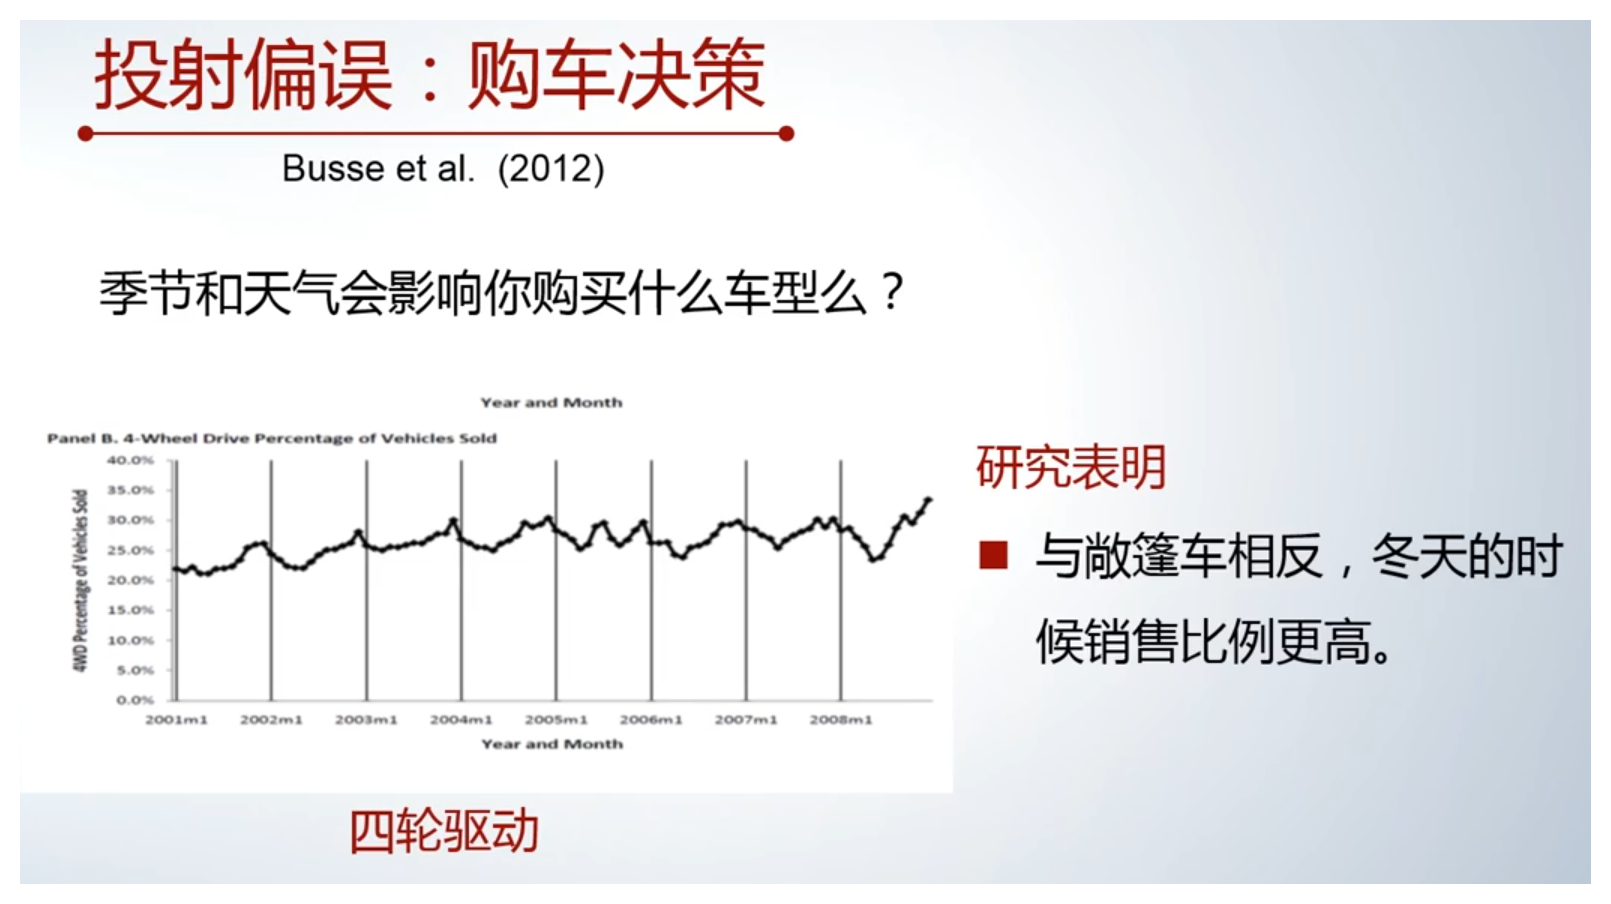 投射偏误：购车决策
Busse et al. (2012)
季节和天气会影响你购买什么车型么？
Year and Month
Panel B. 4-Wheel Drive Percentage of Vehicles Sold
4WD Percentage of Vehicles Sold
40.0%
35.0%
30.0%
25.0%
20.0%
15.0%
10.0%
5.0%
0.0%
2001m1 2002m1 2003m1 2004m1 2005m1 2006m1 2007m1 2008m1
Year and Month
四轮驱动
研究表明
与敞篷车相反，冬天的时
候销售比例更高。